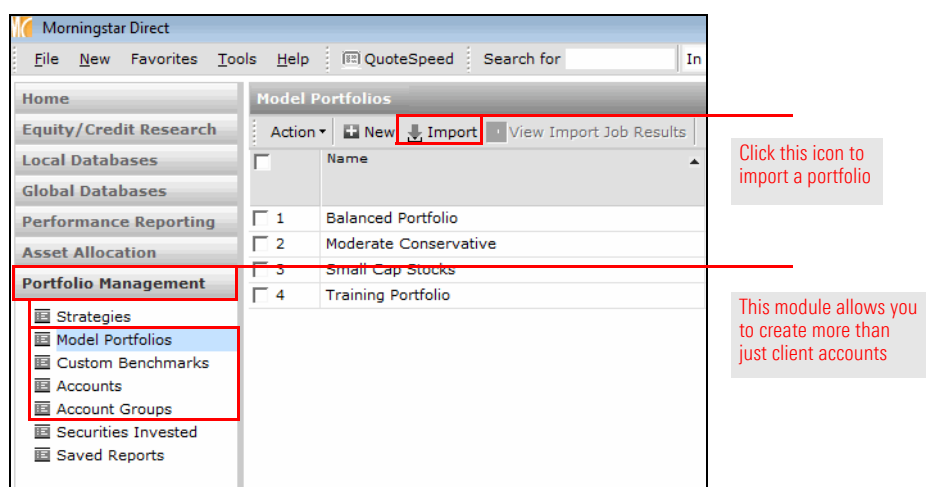 Morningstar Direct
File New Favorites Tools Help QuoteSpeed Search for In
Home
Equity/Credit Research
Local Databases
Global Databases
Performance Reporting
Asset Allocation
Portfolio Management
Strategies
Model Portfolios
Custom Benchmarks
Accounts
Account Groups
Securities Invested
Saved Reports
Model Portfolios
Action New Import View Import Job Results
Name
1 Balanced Portfolio
2 Moderate Conservative
3 Small Cap Stocks
4 Training Portfolio
Click this icon to
import a portfolio
This module allows you
to create more than
just client accounts